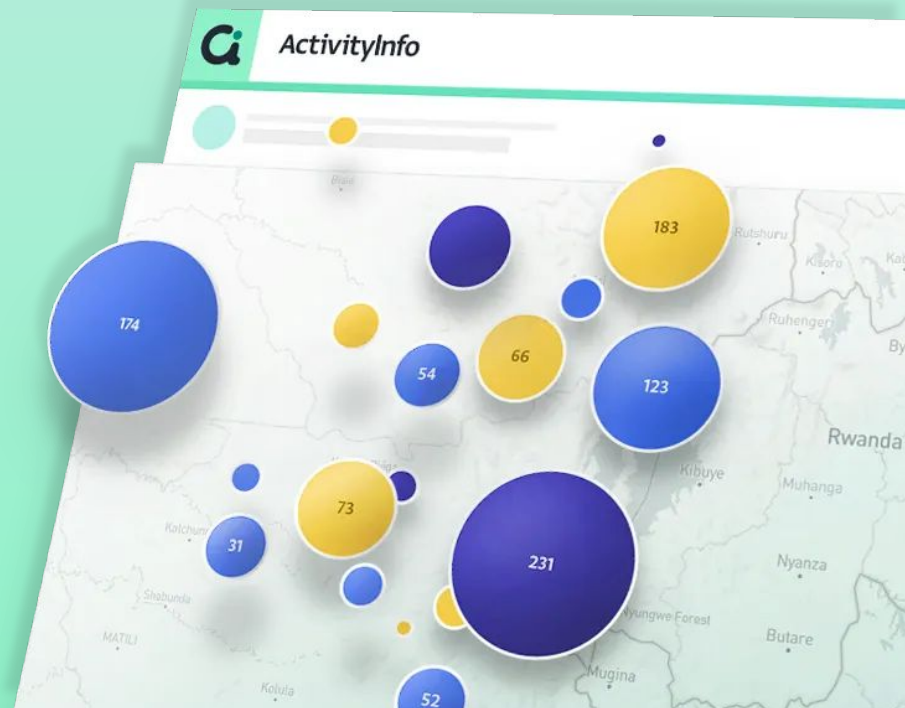 ActivityInfo
183
Rutshuru
Kisoro
174
Ruhengeri
66
54
123
Rwanda
Kibuye
Muhanga
73
31
231
Nyanza
Shabunda
Nyungwe Forest
MATILI
Butare
Mugina
Kolula
52